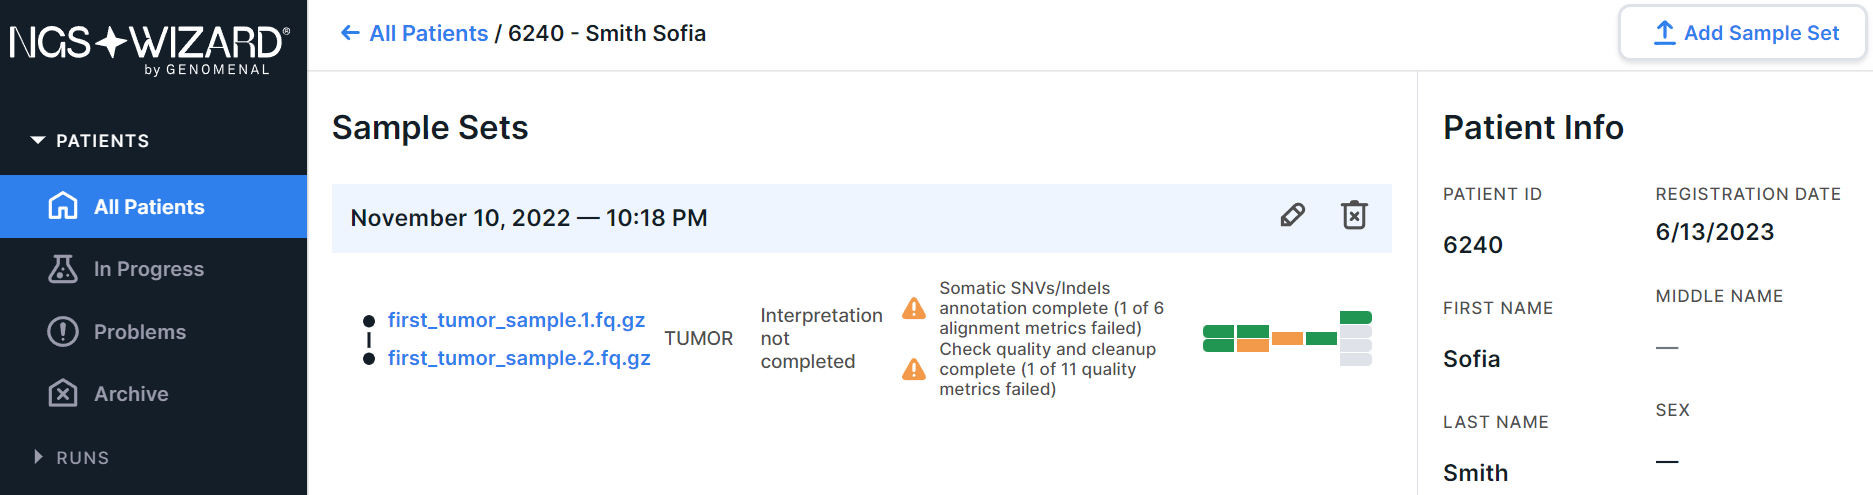 NGS WIZARD®
by GENOMENAL
PATIENTS
All Patients
In Progress
Problems
Archive
RUNS
← All Patients / 6240 - Smith Sofia
Add Sample Set
Sample Sets
November 10, 2022 — 10:18 PM
first_tumor_sample.1.fq.gz
first_tumor_sample.2.fq.gz
TUMOR
Interpretation
not
completed
Somatic SNVs/Indels
annotation complete (1 of 6
alignment metrics failed)
Check quality and cleanup
complete (1 of 11 quality
metrics failed)
Patient Info
PATIENT ID
6240
REGISTRATION DATE
6/13/2023
FIRST NAME
Sofia
MIDDLE NAME
—
LAST NAME
Smith
SEX
—